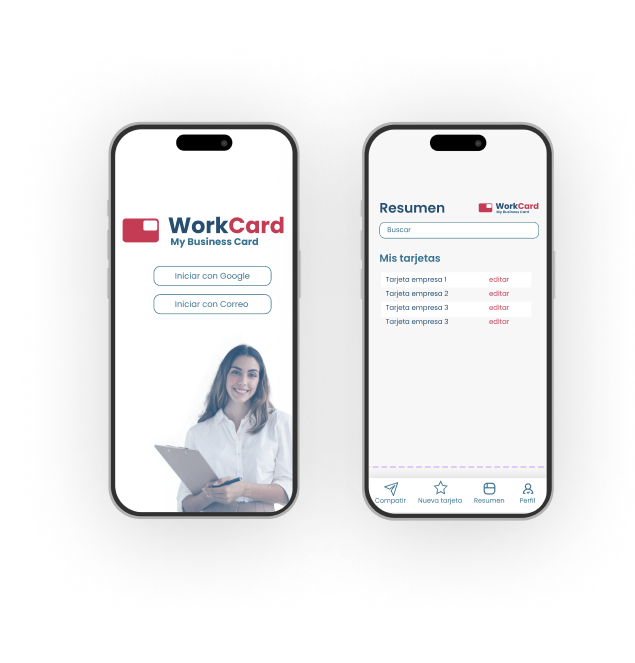 WorkCard
My Business Card
Iniciar con Google
Iniciar con Correo
Resumen
WorkCard
My Business Card
Buscar
Mis tarjetas
Tarjeta empresa 1 editar
Tarjeta empresa 2 editar
Tarjeta empresa 3 editar
Tarjeta empresa 3 editar
Compatir Nueva tarjeta Resumen Perfil